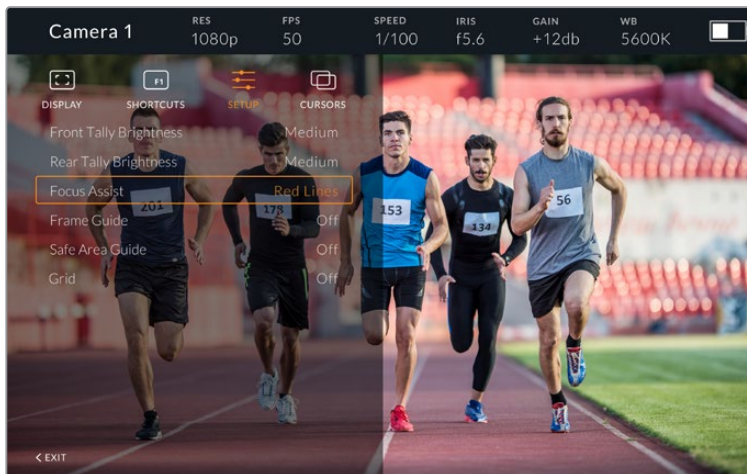 Camera 1
RES
1080p
FPS
50
SPEED
1/100
IRIS
f5.6
GAIN
+12db
WB
5600K
F1
DISPLAY
SHORTCUTS
SETUP
CURSORS
Front Tally Brightness Medium
Rear Tally Brightness Medium
Focus Assist Red Lines
Frame Guide Off
Safe Area Guide Off
Grid Off
201
178
153
134
56
< EXIT